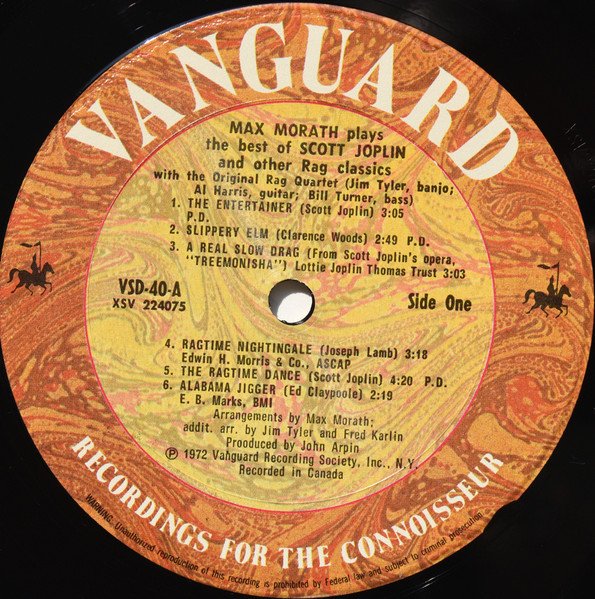 VANGUARD
MAX MORATH plays
the best of SCOTT JOPLIN
and other Rag classics
with the Original Rag Quartet (Jim Tyler, banjo;
Al Harris, guitar; Bill Turner, bass)
1. THE ENTERTAINER (Scott Joplin) 3:05
P.D.
2. SLIPPERY ELM (Clarence Woods) 2:49 P.D.
3. A REAL SLOW DRAG (From Scott Joplin's opera,
"TREEMONISHA") Lottie Joplin Thomas Trust 3:03
VSD-40-A
XSV 224075
Side One
4. RAGTIME NIGHTINGALE (Joseph Lamb) 3:18
Edwin H. Morris & Co., ASCAP
5. THE RAGTIME DANCE (Scott Joplin) 4:20 P.D.
6. ALABAMA JIGGER (Ed Claypoole) 2:19
E. B. Marks, BMI
Arrangements by Max Morath;
addit. arr. by Jim Tyler and Fred Karlin
Prooduced by John Arpin
℗ 1972 Vanguard Recording Society, Inc., N.Y.
Recorded in Canada
RECORDINGS FOR THE CONNOISSEUR
WARNING: Unauthorized reproduction of this recording is prohibited by Federal law and subject to criminal prosecution